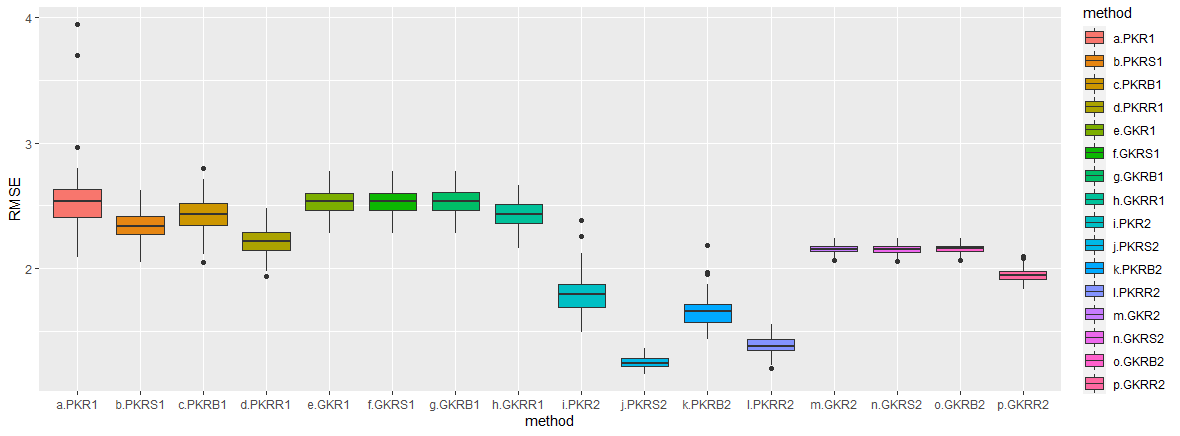 RMSE
4
3
2
a.PKR1
b.PKRS1
c.PKRB1
d.PKRR1
e.GKR1
f.GKRS1
g.GKRB1
h.GKRR1
i.PKR2
j.PKRS2
k.PKRB2
l.PKRR2
m.GKR2
n.GKRS2
o.GKRB2
p.GKRR2
method
method
a.PKR1
b.PKRS1
c.PKRB1
d.PKRR1
e.GKR1
f.GKRS1
g.GKRB1
h.GKRR1
i.PKR2
j.PKRS2
k.PKRB2
l.PKRR2
m.GKR2
n.GKRS2
o.GKRB2
p.GKRR2